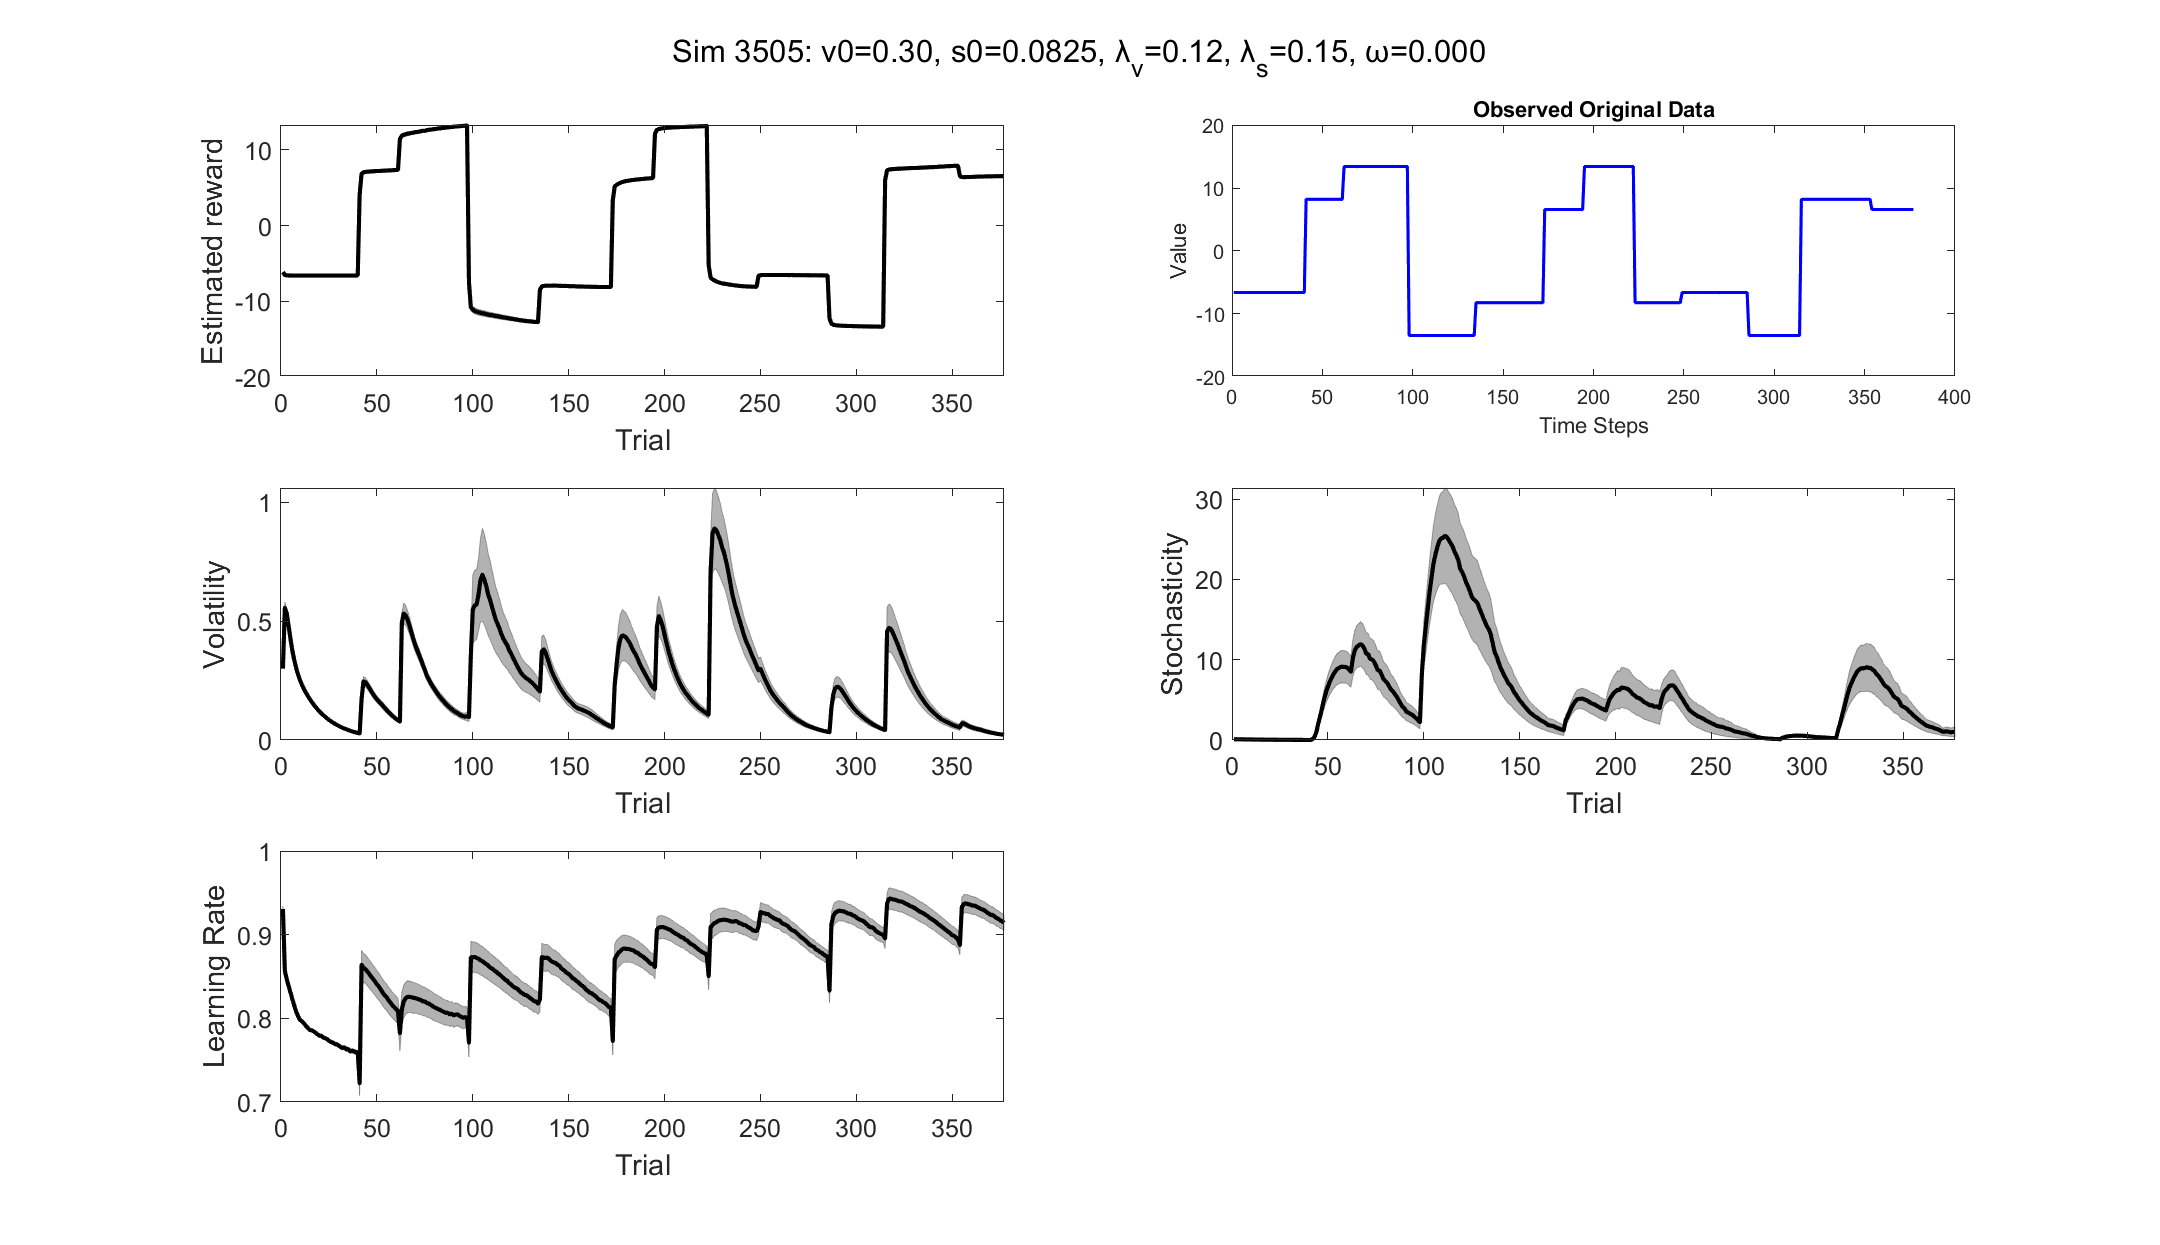 Sim 3505: v0=0.30, s0=0.0825, λv=0.12, λs=0.15, ω=0.000
Estimated reward
10
0
-10
-20
0 50 100 150 200 250 300 350
Trial
Observed Original Data
Value
20
10
0
-10
-20
0 50 100 150 200 250 300 350 400
Time Steps
Volatility
1
0.5
0
0 50 100 150 200 250 300 350
Trial
Stochasticity
30
20
10
0
0 50 100 150 200 250 300 350
Trial
Learning Rate
1
0.9
0.8
0.7
0 50 100 150 200 250 300 350
Trial